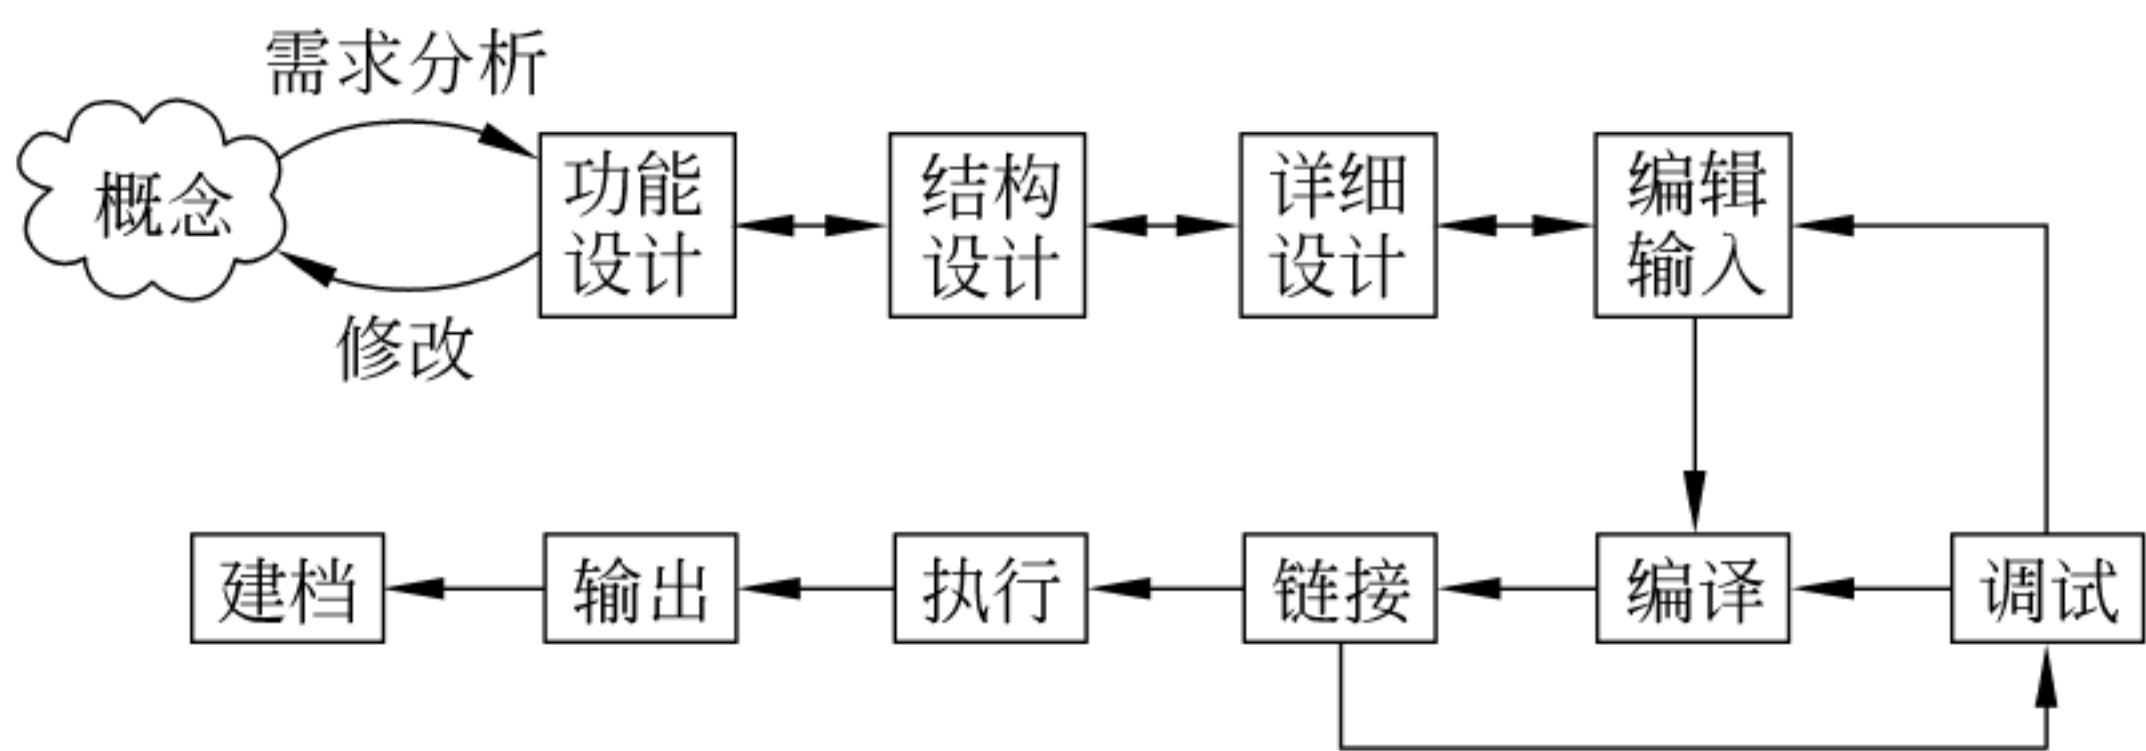 需求分析
概念
修改
功能
设计
结构
设计
详细
设计
编辑
输入
建档
输出
执行
链接
编译
调试